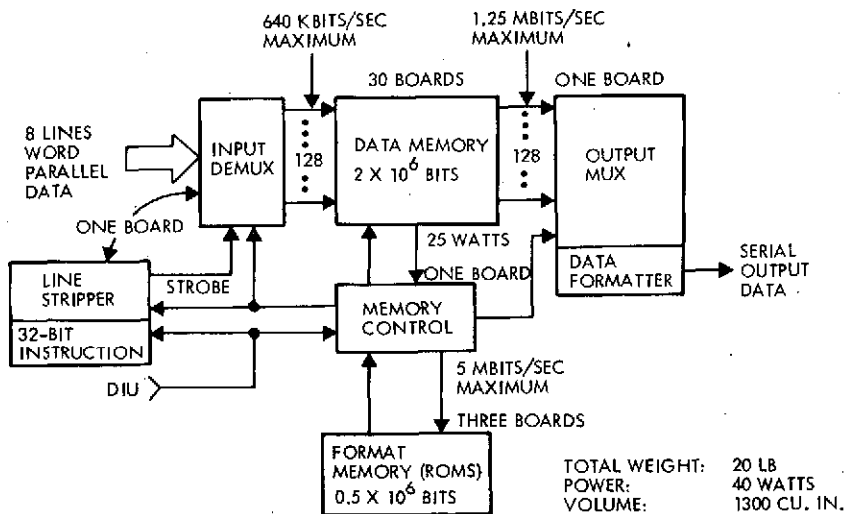 640 KBITS/SEC
MAXIMUM
1.25 MBITS/SEC
MAXIMUM
30 BOARDS
ONE BOARD
8 LINES
WORD
PARALLEL
DATA
INPUT
DEMUX
128
DATA MEMORY
2 X 10⁶ BITS
128
OUTPUT
MUX
ONE BOARD
25 WATTS
ONE BOARD
LINE
STRIPPER
STROBE
MEMORY
CONTROL
DATA
FORMATTER
SERIAL
OUTPUT
DATA
32-BIT
INSTRUCTION
DIU
5 MBITS/SEC
MAXIMUM
THREE BOARDS
FORMAT
MEMORY (ROMS)
0.5 X 10⁶ BITS
TOTAL WEIGHT: 20 LB
POWER: 40 WATTS
VOLUME: 1300 CU. IN.